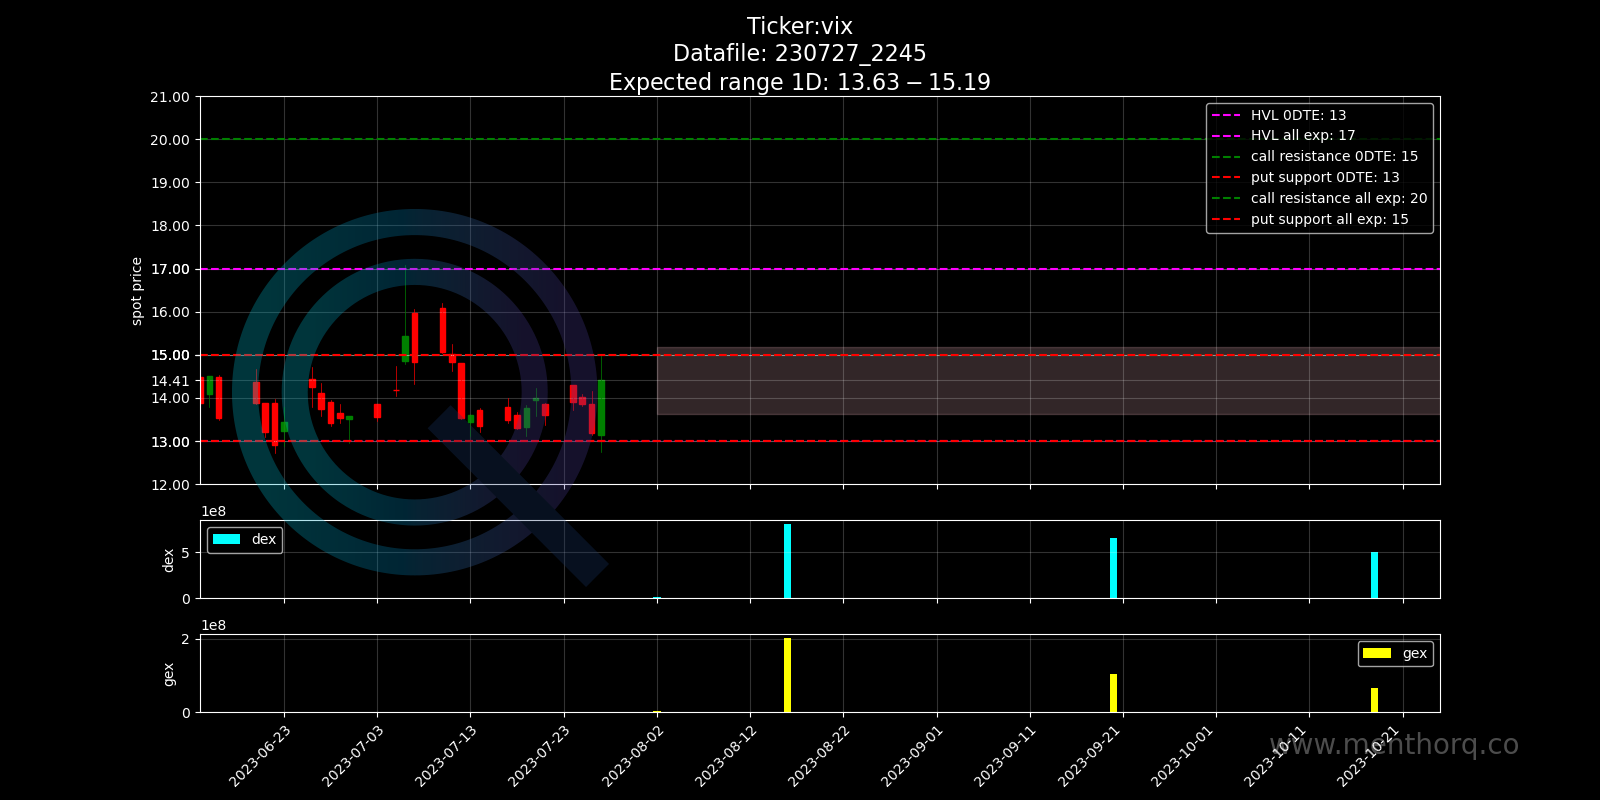 Ticker:vix
Datafile: 230727_2245
Expected range 1D: 13.63 − 15.19
21.00
20.00
19.00
18.00
17.00
16.00
15.00
14.41
14.00
13.00
12.00
spot price
HVL 0DTE: 13
HVL all exp: 17
call resistance 0DTE: 15
put support 0DTE: 13
call resistance all exp: 20
put support all exp: 15
1e8
5
0
dex
dex
1e8
2
0
gex
gex
2023-06-23
2023-07-03
2023-07-13
2023-07-23
2023-08-02
2023-08-12
2023-08-22
2023-09-01
2023-09-11
2023-09-21
2023-10-01
2023-10-11
2023-10-21
www.menthorq.co